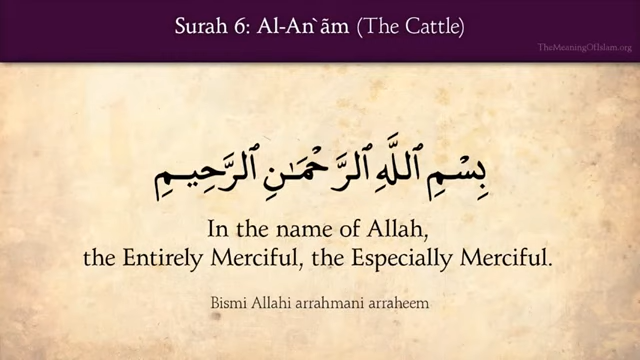 Surah 6: Al-An`ãm (The Cattle)
TheMeaningOfIslam.org
بِسْمِ ٱللَّهِ ٱلرَّحْمَـٰنِ ٱلرَّحِيمِ
In the name of Allah,
the Entirely Merciful, the Especially Merciful.
Bismi Allahi arrahmani arraheem